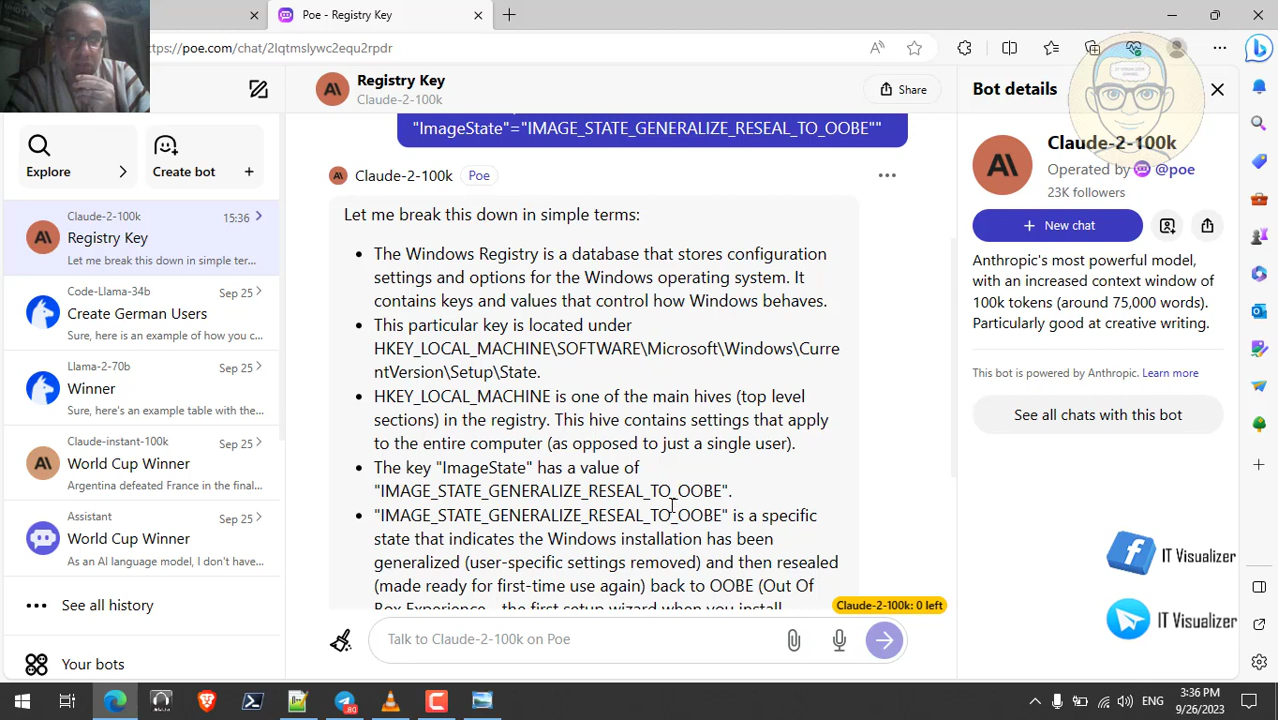 Poe - Registry Key
ttps://poe.com/chat/2lqtmslywc2equ2rpdr
Registry Key
Claude-2-100k
Share
Bot details
Explore
Create bot
"ImageState"="IMAGE_STATE_GENERALIZE_RESEAL_TO_OOBE""
Claude-2-100k
Operated by @poe
23K followers
New chat
Anthropic's most powerful model,
with an increased context window of
100k tokens (around 75,000 words).
Particularly good at creative writing.
This bot is powered by Anthropic. Learn more
See all chats with this bot
Claude-2-100k
15:36
Registry Key
Let me break this down in simple ter...
Code-Llama-34b
Sep 25
Create German Users
Sure, here is an example of how you c...
Llama-2-70b
Sep 25
Winner
Sure, here's an example table with the...
Claude-instant-100k
Sep 25
World Cup Winner
Argentina defeated France in the final...
Assistant
Sep 25
World Cup Winner
As an AI language model, I don't have...
See all history
Your bots
Claude-2-100k Poe
Let me break this down in simple terms:
• The Windows Registry is a database that stores configuration
settings and options for the Windows operating system. It
contains keys and values that control how Windows behaves.
• This particular key is located under
HKEY_LOCAL_MACHINE\SOFTWARE\Microsoft\Windows\Curre
ntVersion\Setup\State.
• HKEY_LOCAL_MACHINE is one of the main hives (top level
sections) in the registry. This hive contains settings that apply
to the entire computer (as opposed to just a single user).
• The key "ImageState" has a value of
"IMAGE_STATE_GENERALIZE_RESEAL_TO_OOBE".
• "IMAGE_STATE_GENERALIZE_RESEAL_TO_OOBE" is a specific
state that indicates the Windows installation has been
generalized (user-specific settings removed) and then resealed
(made ready for first-time use again) back to OOBE (Out Of
Box Experience - the first setup wizard when you install
Claude-2-100k: 0 left
Talk to Claude-2-100k on Poe
IT Visualizer
IT Visualizer
ENG
3:36 PM
9/26/2023